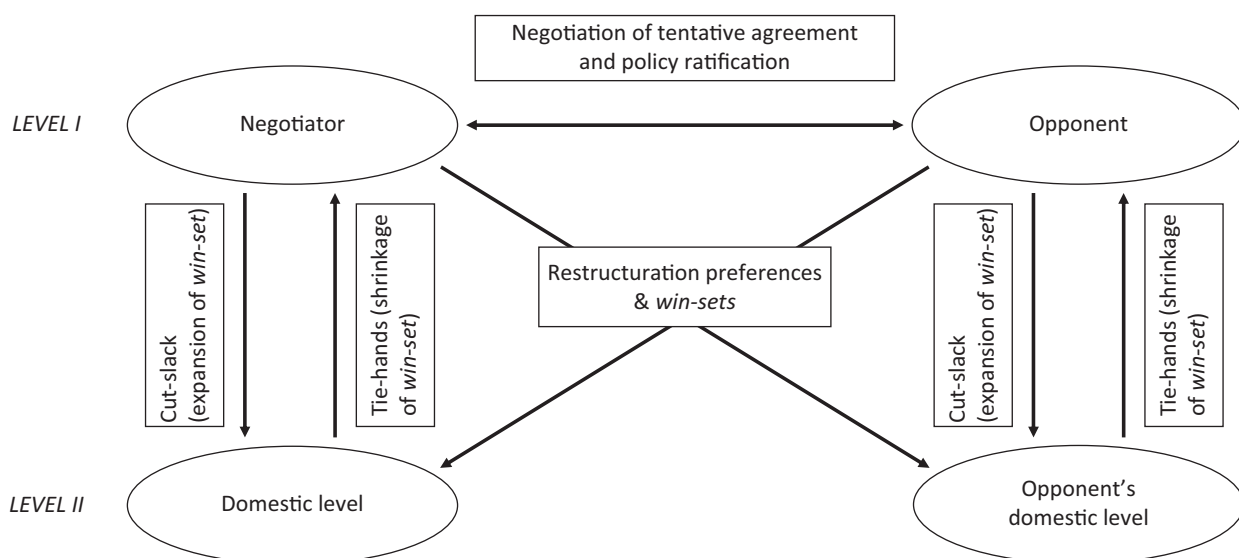 Negotiation of tentative agreement
and policy ratification
LEVEL I
Negotiator
Opponent
Cut-slack
(expansion of win-set)
Tie-hands (shrinkage
of win-set)
Restructuration preferences
& win-sets
Cut-slack
(expansion of win-set)
Tie-hands (shrinkage
of win-set)
LEVEL II
Domestic level
Opponent’s
domestic level